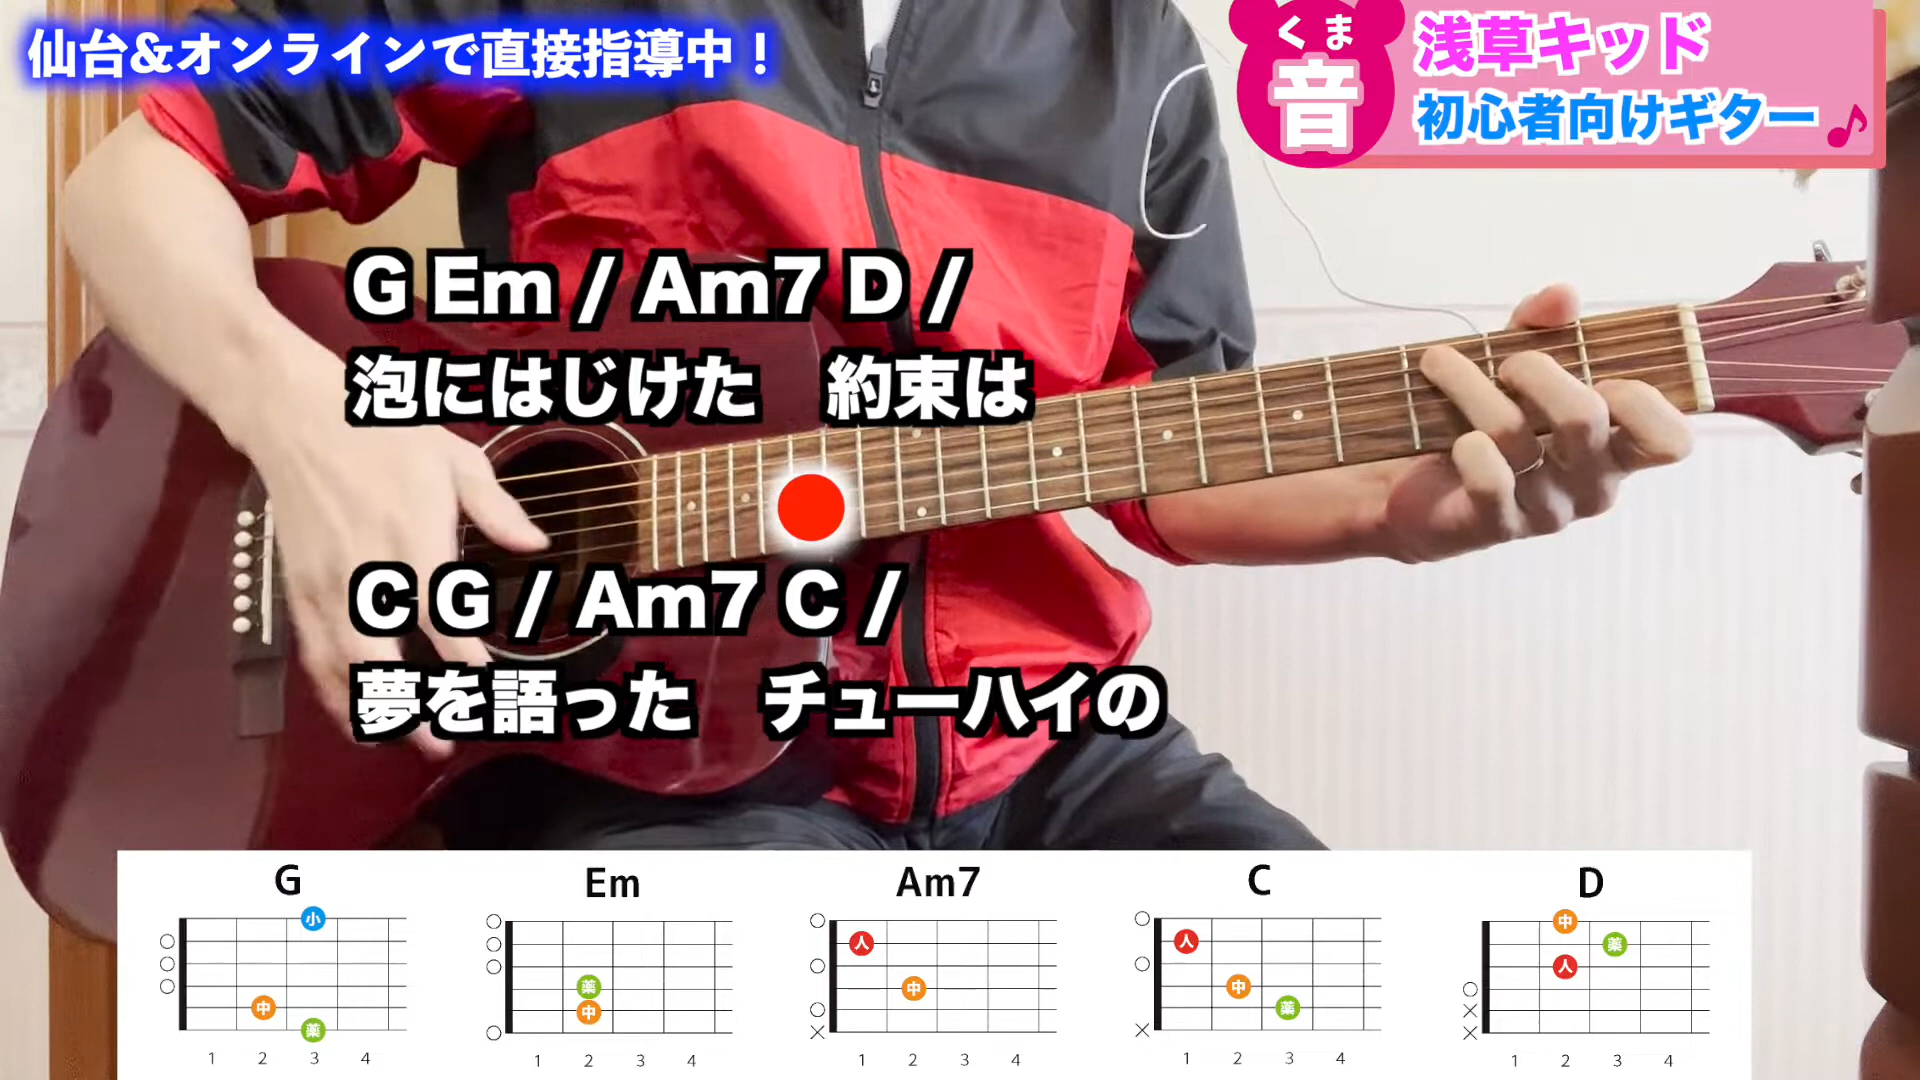 仙台&オンラインで直接指導中！
くま
音
浅草キッド
初心者向けギター♪
G Em / Am7 D /
泡にはじけた　約束は
C G / Am7 C /
夢を語った　チューハイの
G
小
中
薬
1 2 3 4
Em
薬
中
1 2 3 4
Am7
人
中
1 2 3 4
C
人
中
薬
1 2 3 4
D
中
薬
人
1 2 3 4